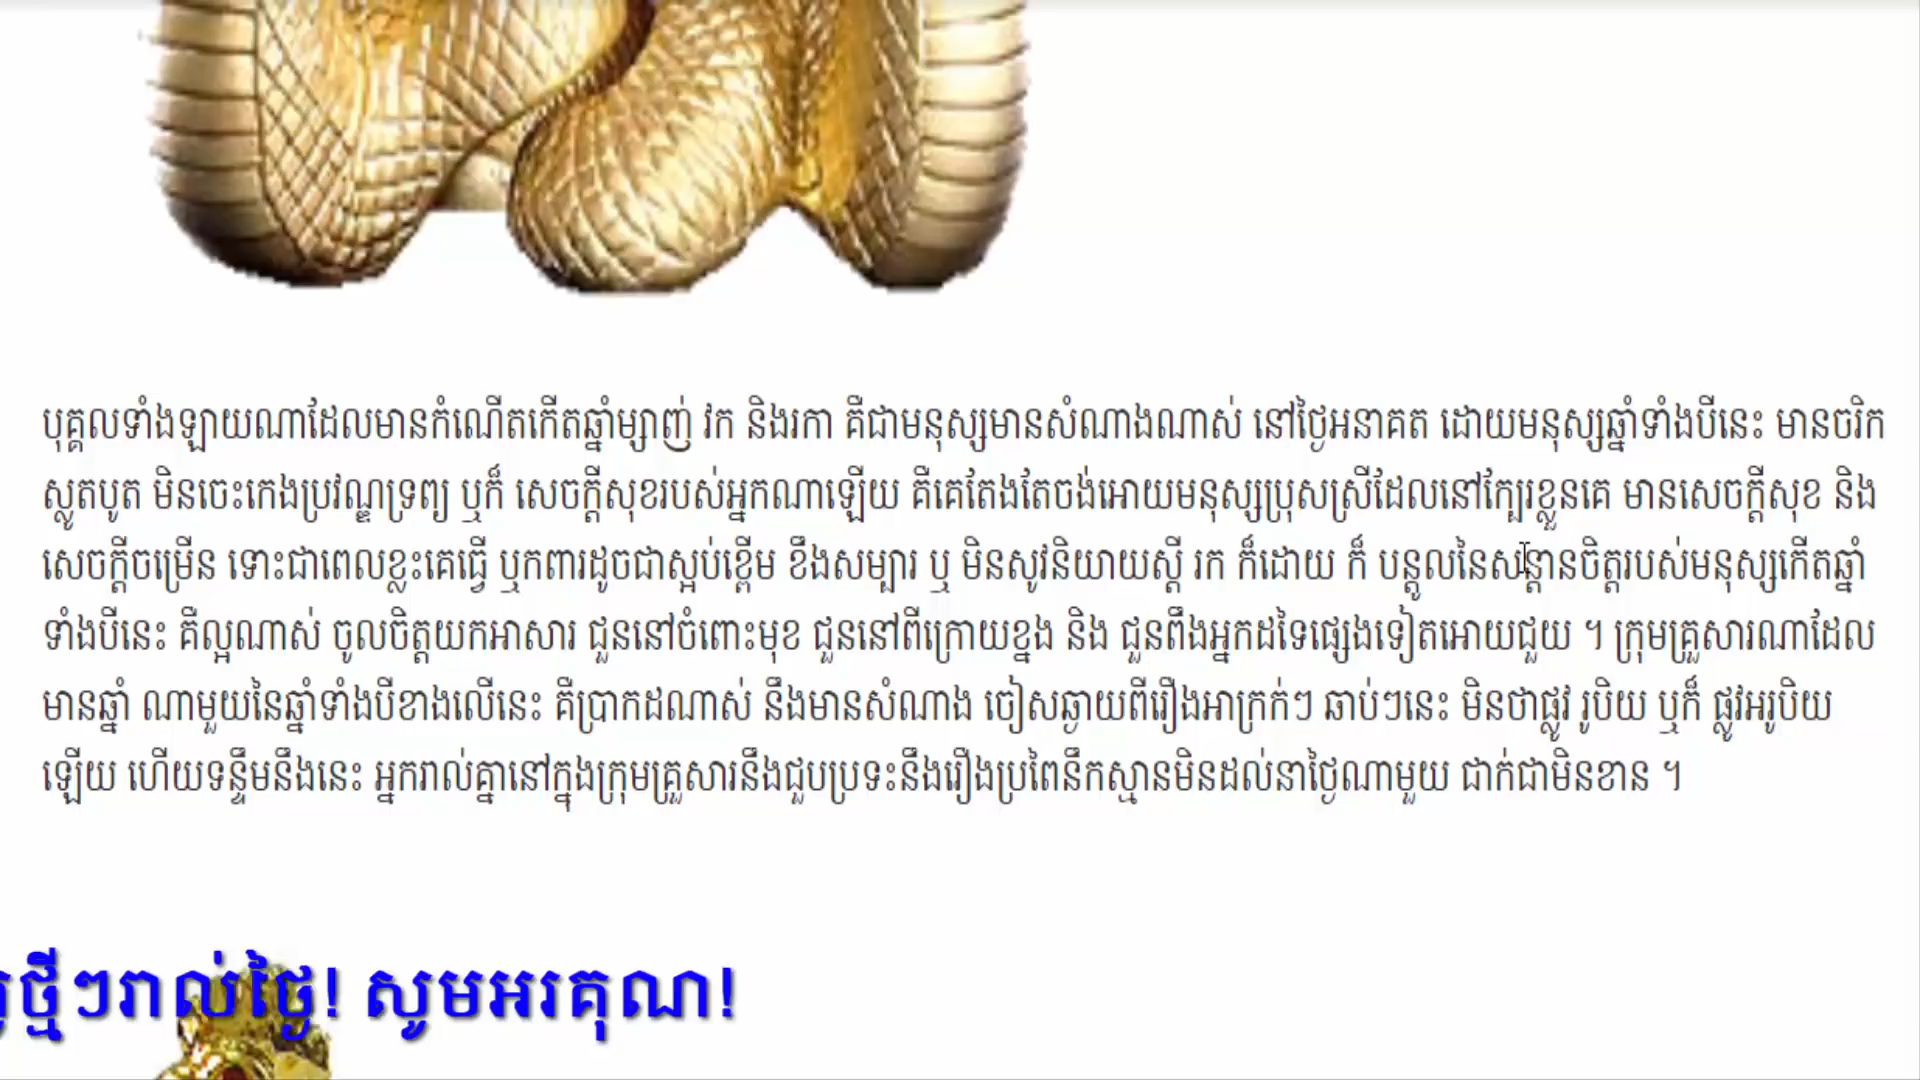 បុគ្គលទាំងឡាយណាដែលមានកំណើតកើតឆ្នាំម្សាញ់ វក និងរកា គឺជាមនុស្សមានសំណាងណាស់ នៅថ្ងៃអនាគត ដោយមនុស្សឆ្នាំទាំងបីនេះ មានចរិក
ស្លូតបូត មិនចេះកេងប្រវណ្ឌទ្រព្យ ឬក៏ សេចក្ដីសុខរបស់អ្នកណាឡើយ គឺគេតែងតែចង់អោយមនុស្សប្រុសស្រីដែលនៅក្បែរខ្លួនគេ មានសេចក្ដីសុខ និង
សេចក្ដីចម្រើន ទោះជាពេលខ្លះគេធ្វើ ឬកពារដូចជាស្អប់ខ្ពើម ខឹងសម្បារ ឬ មិនសូវនិយាយស្ដី រក ក៏ដោយ ក៏ បន្ដូលនៃសន្ដានចិត្តរបស់មនុស្សកើតឆ្នាំ
ទាំងបីនេះ គឺល្អណាស់ ចូលចិត្តយកអាសារ ជួននៅចំពោះមុខ ជួននៅពីក្រោយខ្នង និង ជួនពឹងអ្នកដទៃផ្សេងទៀតអោយជួយ ។ ក្រុមគ្រួសារណាដែល
មានឆ្នាំ ណាមួយនៃឆ្នាំទាំងបីខាងលើនេះ គឺប្រាកដណាស់ នឹងមានសំណាង ចៀសឆ្ងាយពីរឿងអាក្រក់ៗ ឆាប់ៗនេះ មិនថាផ្លូវ រូបិយ ឬក៏ ផ្លូវអរូបិយ
ឡើយ ហើយទន្ទឹមនឹងនេះ អ្នករាល់គ្នានៅក្នុងក្រុមគ្រួសារនឹងជួបប្រទះនឹងរឿងប្រពៃនឹកស្មានមិនដល់នាថ្ងៃណាមួយ ជាក់ជាមិនខាន ។
ថ្មីៗរាល់ថ្ងៃ! សូមអរគុណ!